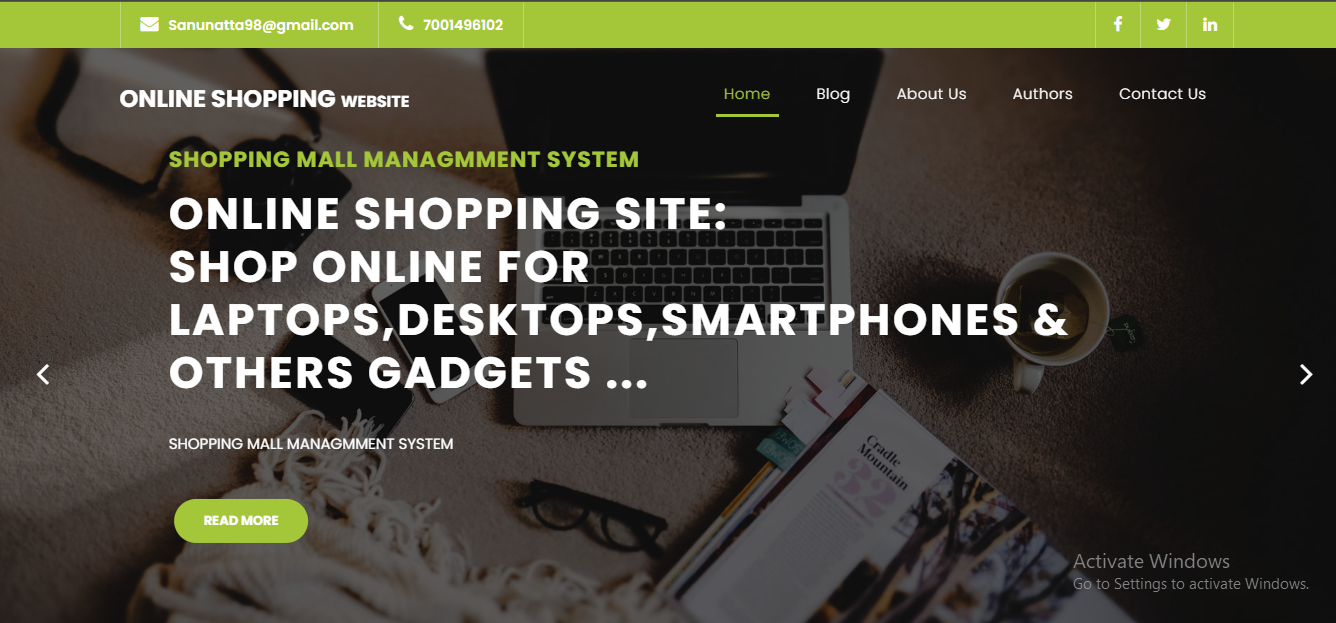 Sanunatta98@gmail.com 7001496102
ONLINE SHOPPING WEBSITE
Home Blog About Us Authors Contact Us
SHOPPING MALL MANAGMMENT SYSTEM
ONLINE SHOPPING SITE:
SHOP ONLINE FOR
LAPTOPS,DESKTOPS,SMARTPHONES &
OTHERS GADGETS ...
SHOPPING MALL MANAGMMENT SYSTEM
READ MORE
Cradle
Mountain
32
Activate Windows
Go to Settings to activate Windows.